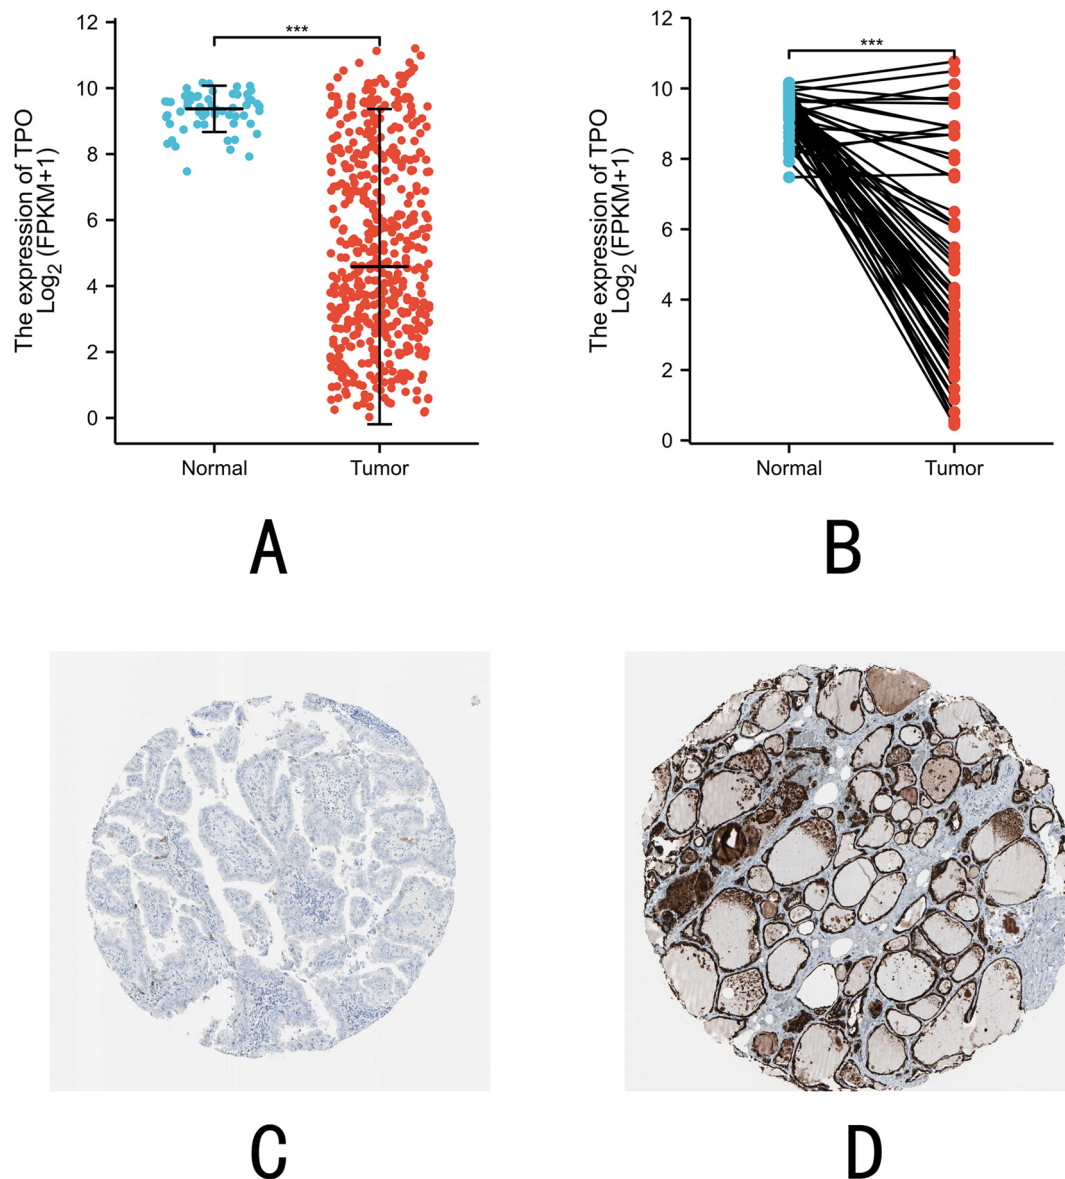 12
10
8
6
4
2
0
The expression of TPO
Log2 (FPKM+1)
***
Normal
Tumor
A
12
10
8
6
4
2
0
The expression of TPO
Log2 (FPKM+1)
***
Normal
Tumor
B
C
D